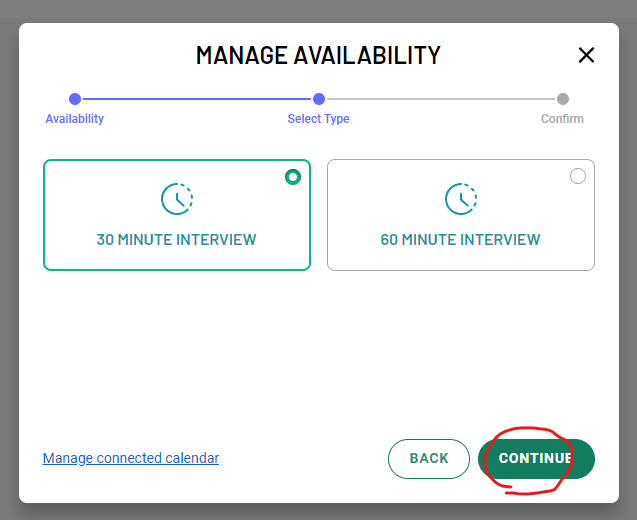 MANAGE AVAILABILITY
Availability
Select Type
Confirm
30 MINUTE INTERVIEW
60 MINUTE INTERVIEW
Manage connected calendar
BACK
CONTINUE